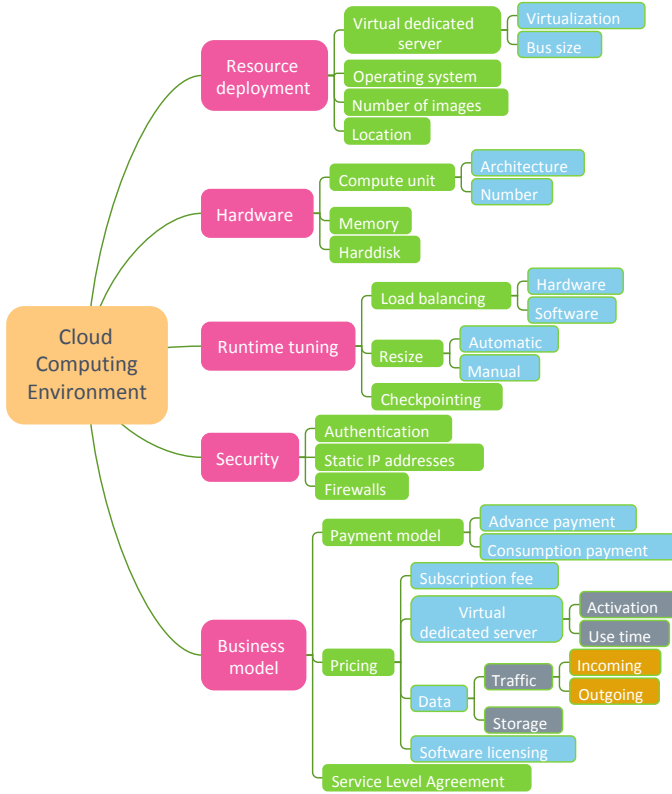 Cloud
Computing
Environment
Resource
deployment
Virtual dedicated
server
Virtualization
Bus size
Operating system
Number of images
Location
Hardware
Compute unit
Architecture
Number
Memory
Harddisk
Runtime tuning
Load balancing
Hardware
Software
Resize
Automatic
Manual
Checkpointing
Security
Authentication
Static IP addresses
Firewalls
Business
model
Payment model
Advance payment
Consumption payment
Pricing
Subscription fee
Virtual
dedicated server
Activation
Use time
Data
Traffic
Incoming
Outgoing
Storage
Software licensing
Service Level Agreement